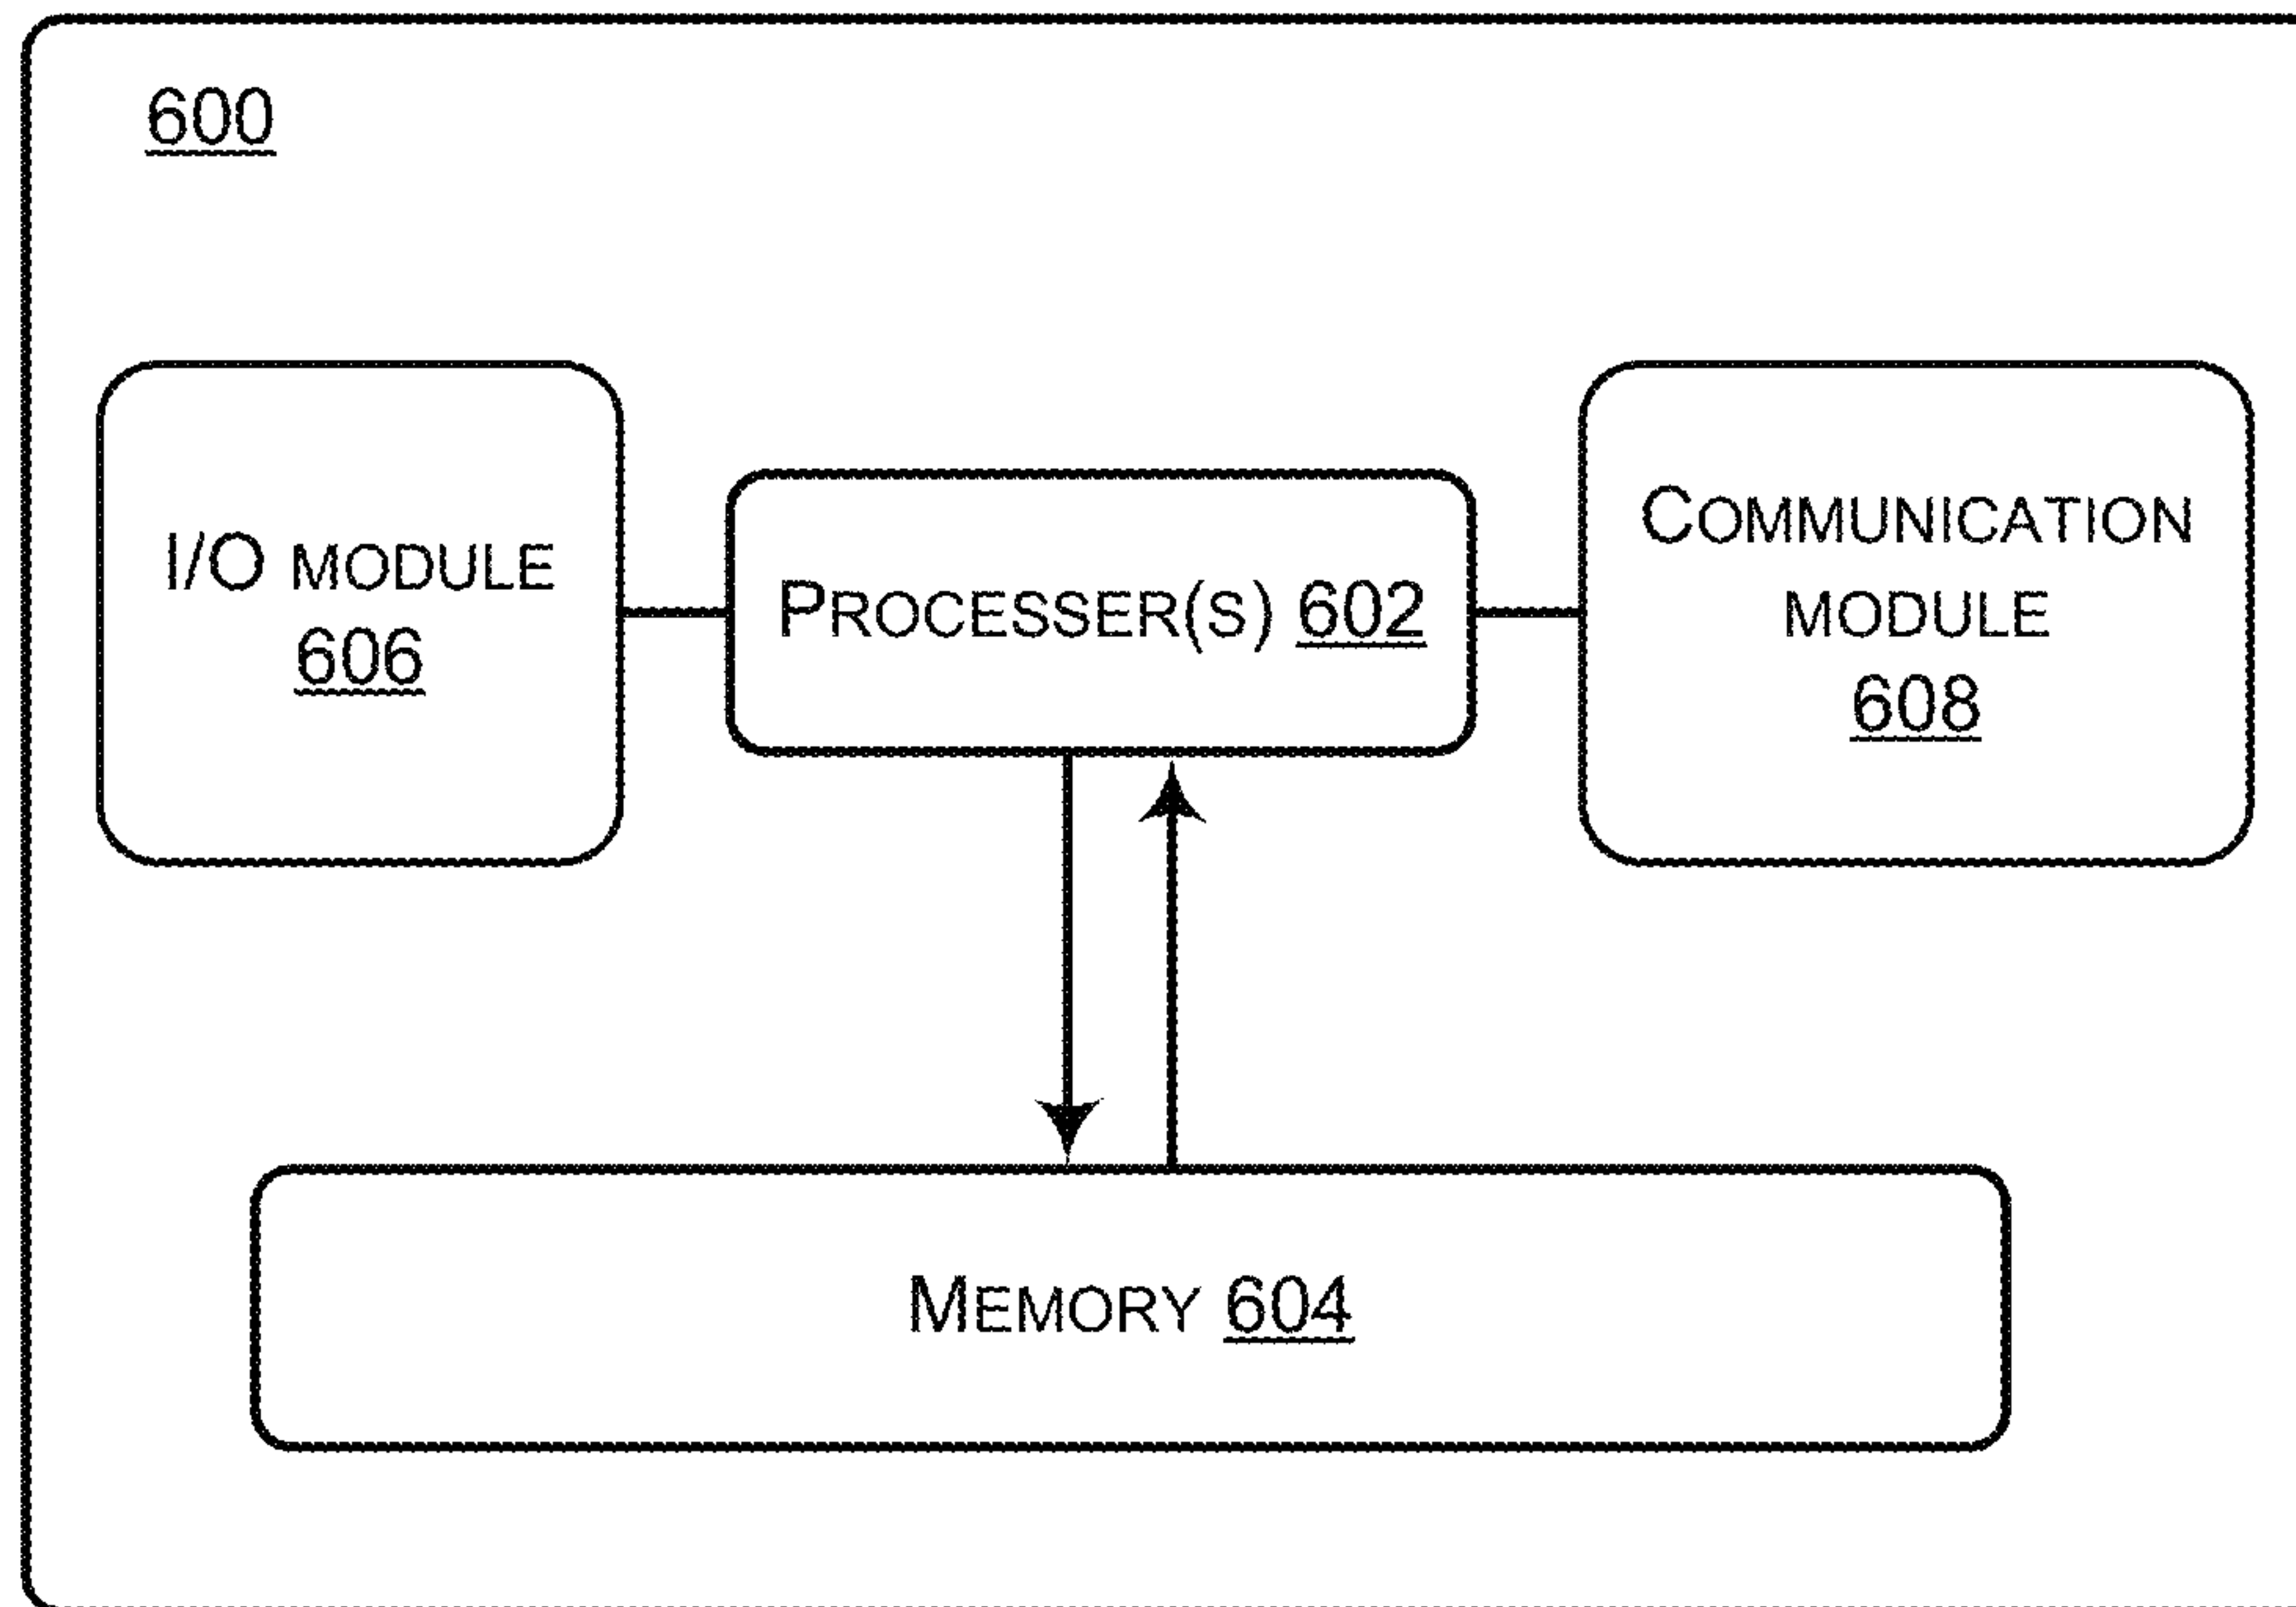 600
I/O MODULE
606
PROCESSER(S) 602
COMMUNICATION
MODULE
608
MEMORY 604